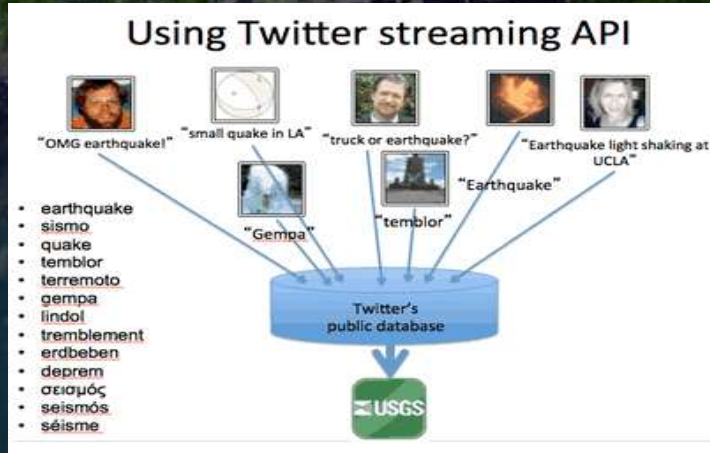 Using Twitter streaming API
“OMG earthquake!”
“small quake in LA”
“truck or earthquake?”
“Earthquake light shaking at
UCLA”
“Gempa”
“temblor”
“Earthquake”
• earthquake
• sismo
• quake
• temblor
• terremoto
• gempa
• lindol
• tremblement
• erdbeben
• deprem
• σεισμός
• seismós
• séisme
Twitter's
public database
USGS